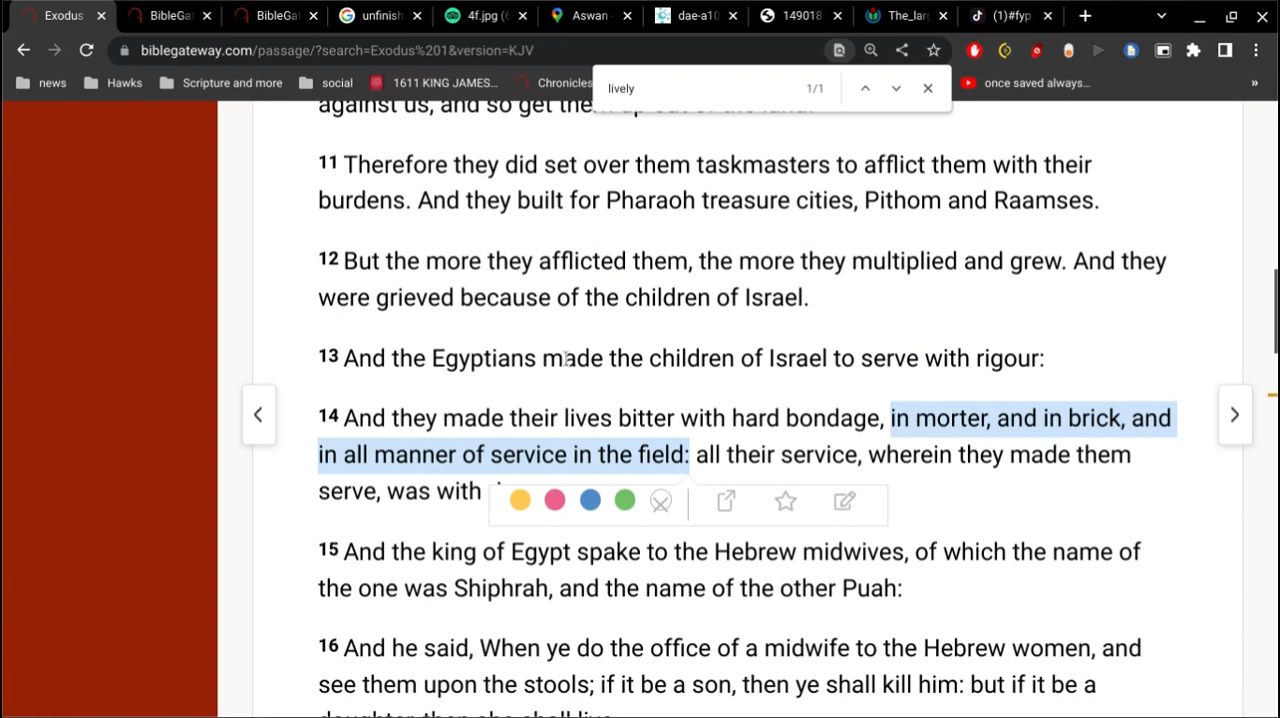 Exodus
BibleGa
BibleGa
unfinish
4f.jpg (
Aswan -
dae-a10
149018
The_lar
(1)#fyp
biblegateway.com/passage/?search=Exodus%201&version=KJV
news
Hawks
Scripture and more
social
1611 KING JAMES...
Chronicles
once saved always...
»
lively 1/1
against us, and so get them up out of the land.
11 Therefore they did set over them taskmasters to afflict them with their
burdens. And they built for Pharaoh treasure cities, Pithom and Raamses.
12 But the more they afflicted them, the more they multiplied and grew. And they
were grieved because of the children of Israel.
13 And the Egyptians made the children of Israel to serve with rigour:
14 And they made their lives bitter with hard bondage, in morter, and in brick, and
in all manner of service in the field: all their service, wherein they made them
serve, was with
15 And the king of Egypt spake to the Hebrew midwives, of which the name of
the one was Shiphrah, and the name of the other Puah:
16 And he said, When ye do the office of a midwife to the Hebrew women, and
see them upon the stools; if it be a son, then ye shall kill him: but if it be a
daughter, then she shall live.